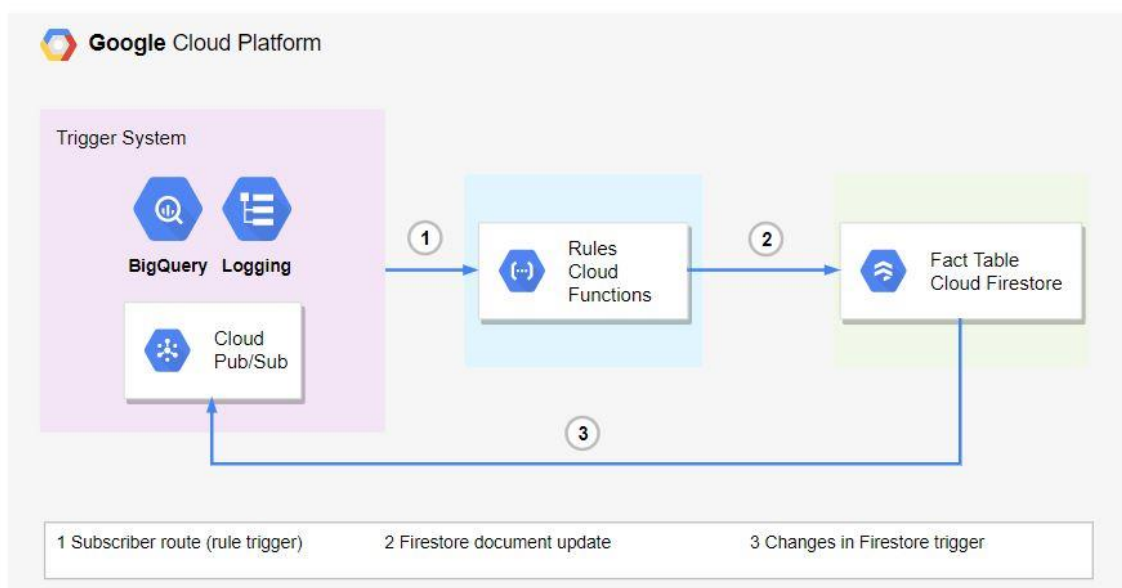 Google Cloud Platform
Trigger System
BigQuery Logging
Cloud
Pub/Sub
1
Rules
Cloud
Functions
2
Fact Table
Cloud Firestore
3
1 Subscriber route (rule trigger) 2 Firestore document update 3 Changes in Firestore trigger